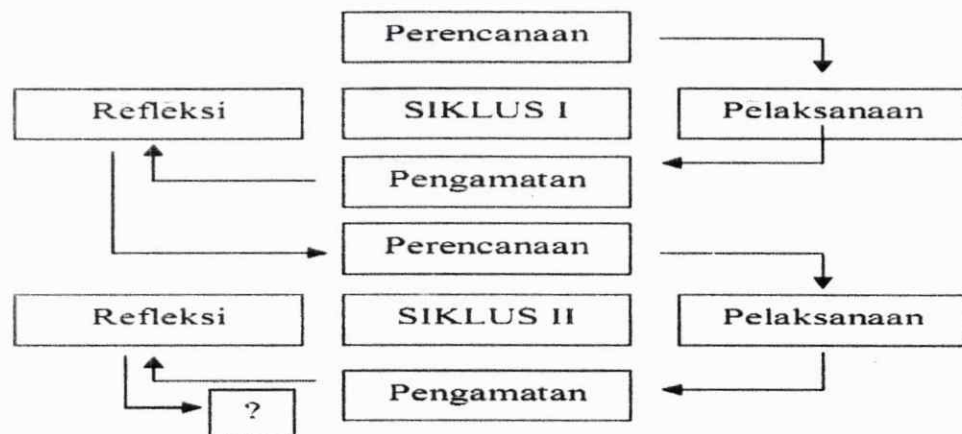 Perencanaan
Refleksi SIKLUS I Pelaksanaan
Pengamatan
Perencanaan
Refleksi SIKLUS II Pelaksanaan
Pengamatan
?